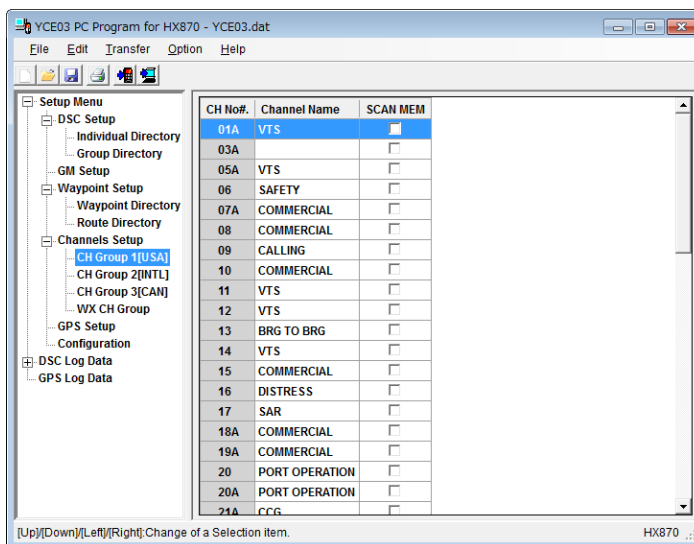 YCE03 PC Program for HX870 - YCE03.dat
File Edit Transfer Option Help
Setup Menu
DSC Setup
Individual Directory
Group Directory
GM Setup
Waypoint Setup
Waypoint Directory
Route Directory
Channels Setup
CH Group 1[USA]
CH Group 2[INTL]
CH Group 3[CAN]
WX CH Group
GPS Setup
Configuration
DSC Log Data
GPS Log Data
CH No#. Channel Name SCAN MEM
01A VTS
03A
05A VTS
06 SAFETY
07A COMMERCIAL
08 COMMERCIAL
09 CALLING
10 COMMERCIAL
11 VTS
12 VTS
13 BRG TO BRG
14 VTS
15 COMMERCIAL
16 DISTRESS
17 SAR
18A COMMERCIAL
19A COMMERCIAL
20 PORT OPERATION
20A PORT OPERATION
21A CCG
[Up]/[Down]/[Left]/[Right]:Change of a Selection item. HX870